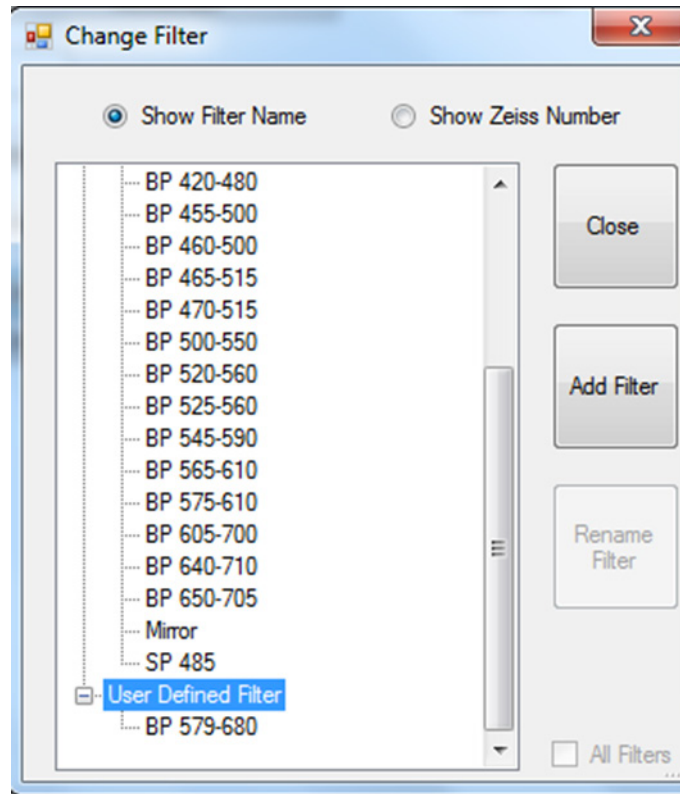 Change Filter
Show Filter Name
Show Zeiss Number
BP 420-480
BP 455-500
BP 460-500
BP 465-515
BP 470-515
BP 500-550
BP 520-560
BP 525-560
BP 545-590
BP 565-610
BP 575-610
BP 605-700
BP 640-710
BP 650-705
Mirror
SP 485
User Defined Filter
BP 579-680
Close
Add Filter
Rename
Filter
All Filters